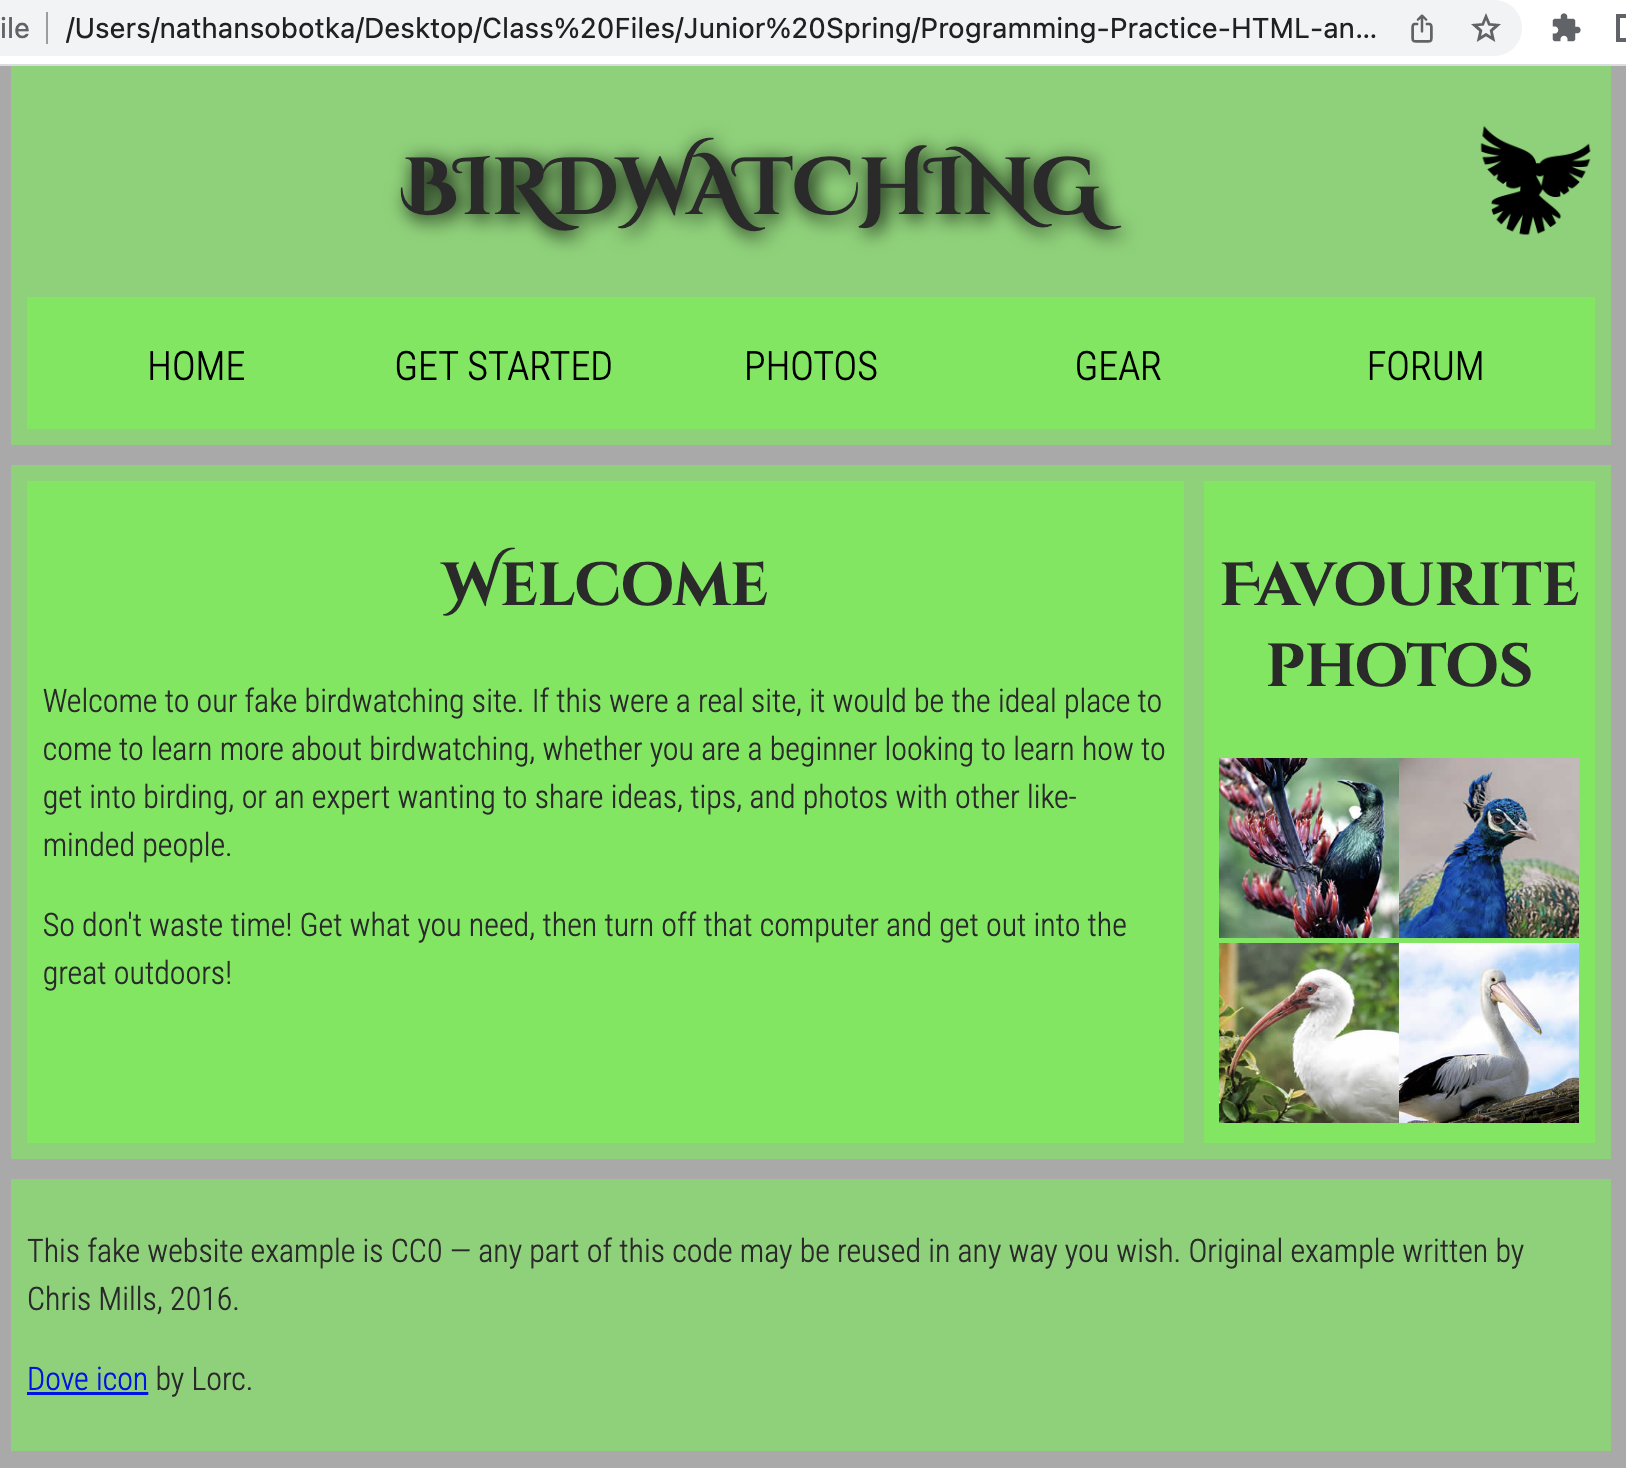 ile
/Users/nathansobotka/Desktop/Class%20Files/Junior%20Spring/Programming-Practice-HTML-an...
BIRDWATCHING
HOME GET STARTED PHOTOS GEAR FORUM
WELCOME
Welcome to our fake birdwatching site. If this were a real site, it would be the ideal place to
come to learn more about birdwatching, whether you are a beginner looking to learn how to
get into birding, or an expert wanting to share ideas, tips, and photos with other like-
minded people.
So don't waste time! Get what you need, then turn off that computer and get out into the
great outdoors!
FAVOURITE
PHOTOS
This fake website example is CC0 — any part of this code may be reused in any way you wish. Original example written by
Chris Mills, 2016.
Dove icon by Lorc.